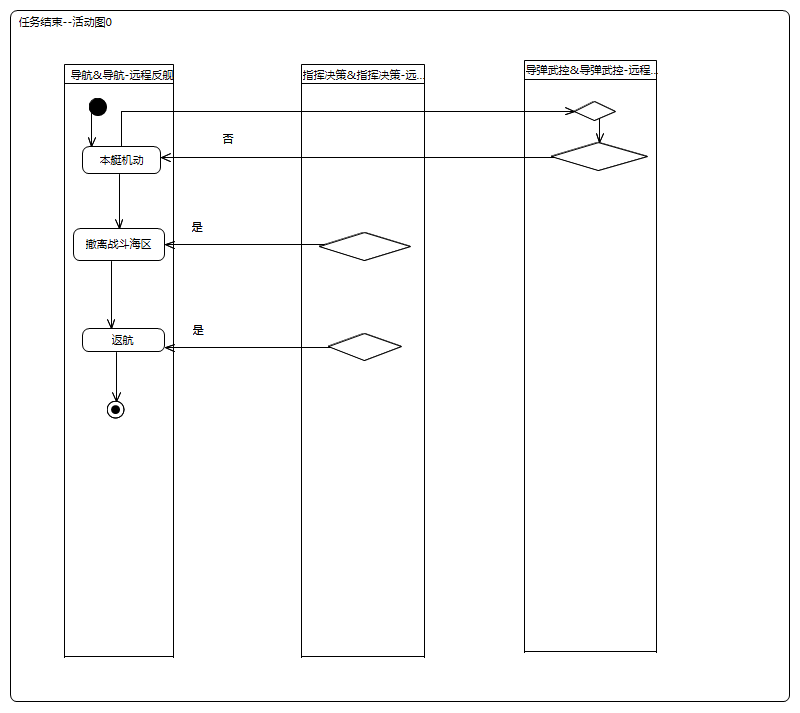 任务结束--活动图0
导航&导航-远程反舰
指挥决策&指挥决策-远...
导弹武控&导弹武控-远程...
否
本艇机动
是
撤离战斗海区
是
返航